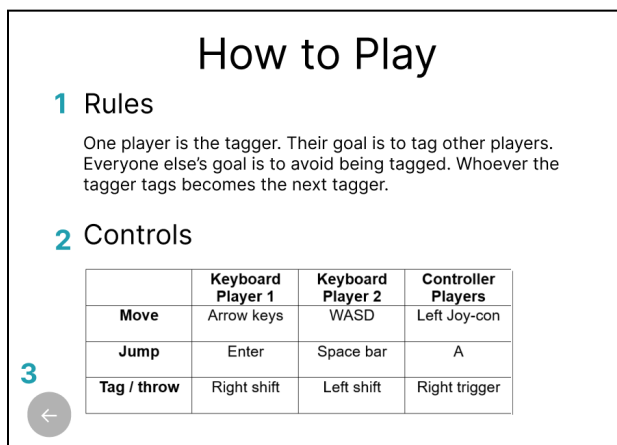 How to Play
1 Rules
One player is the tagger. Their goal is to tag other players.
Everyone else’s goal is to avoid being tagged. Whoever the
tagger tags becomes the next tagger.
2 Controls
Keyboard Player 1 Keyboard Player 2 Controller Players
Move Arrow keys WASD Left Joy-con
Jump Enter Space bar A
3
Tag / throw Right shift Left shift Right trigger